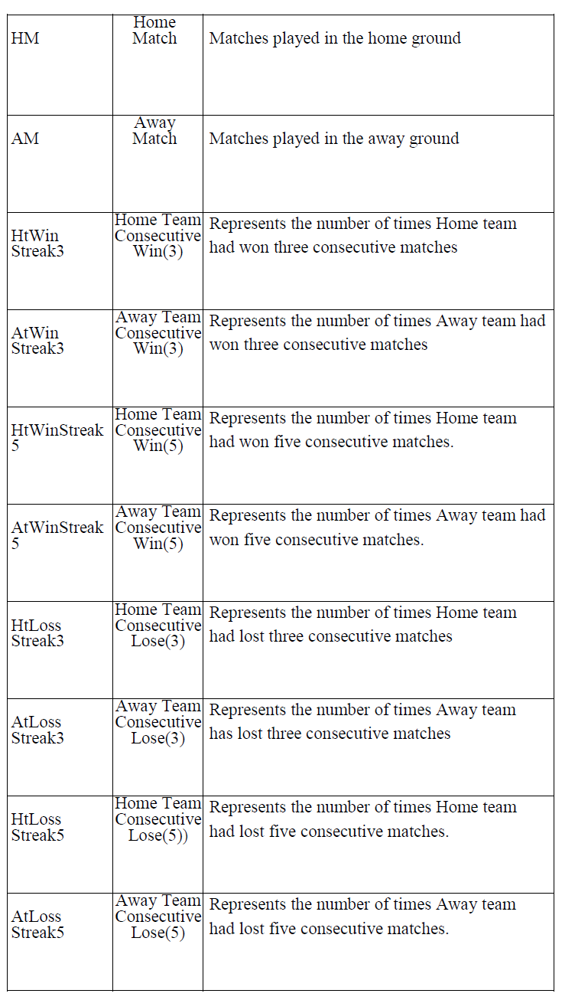 HM
Home
Match
Matches played in the home ground
AM
Away
Match
Matches played in the away ground
HtWin
Streak3
Home Team
Consecutive
Win(3)
Represents the number of times Home team
had won three consecutive matches
AtWin
Streak3
Away Team
Consecutive
Win(3)
Represents the number of times Away team had
won three consecutive matches
HtWinStreak
5
Home Team
Consecutive
Win(5)
Represents the number of times Home team
had won five consecutive matches.
AtWinStreak
5
Away Team
Consecutive
Win(5)
Represents the number of times Away team had
won five consecutive matches.
HtLoss
Streak3
Home Team
Consecutive
Lose(3)
Represents the number of times Home team
had lost three consecutive matches
AtLoss
Streak3
Away Team
Consecutive
Lose(3)
Represents the number of times Away team
has lost three consecutive matches
HtLoss
Streak5
Home Team
Consecutive
Lose(5))
Represents the number of times Home team
had lost five consecutive matches.
AtLoss
Streak5
Away Team
Consecutive
Lose(5)
Represents the number of times Away team
had lost five consecutive matches.